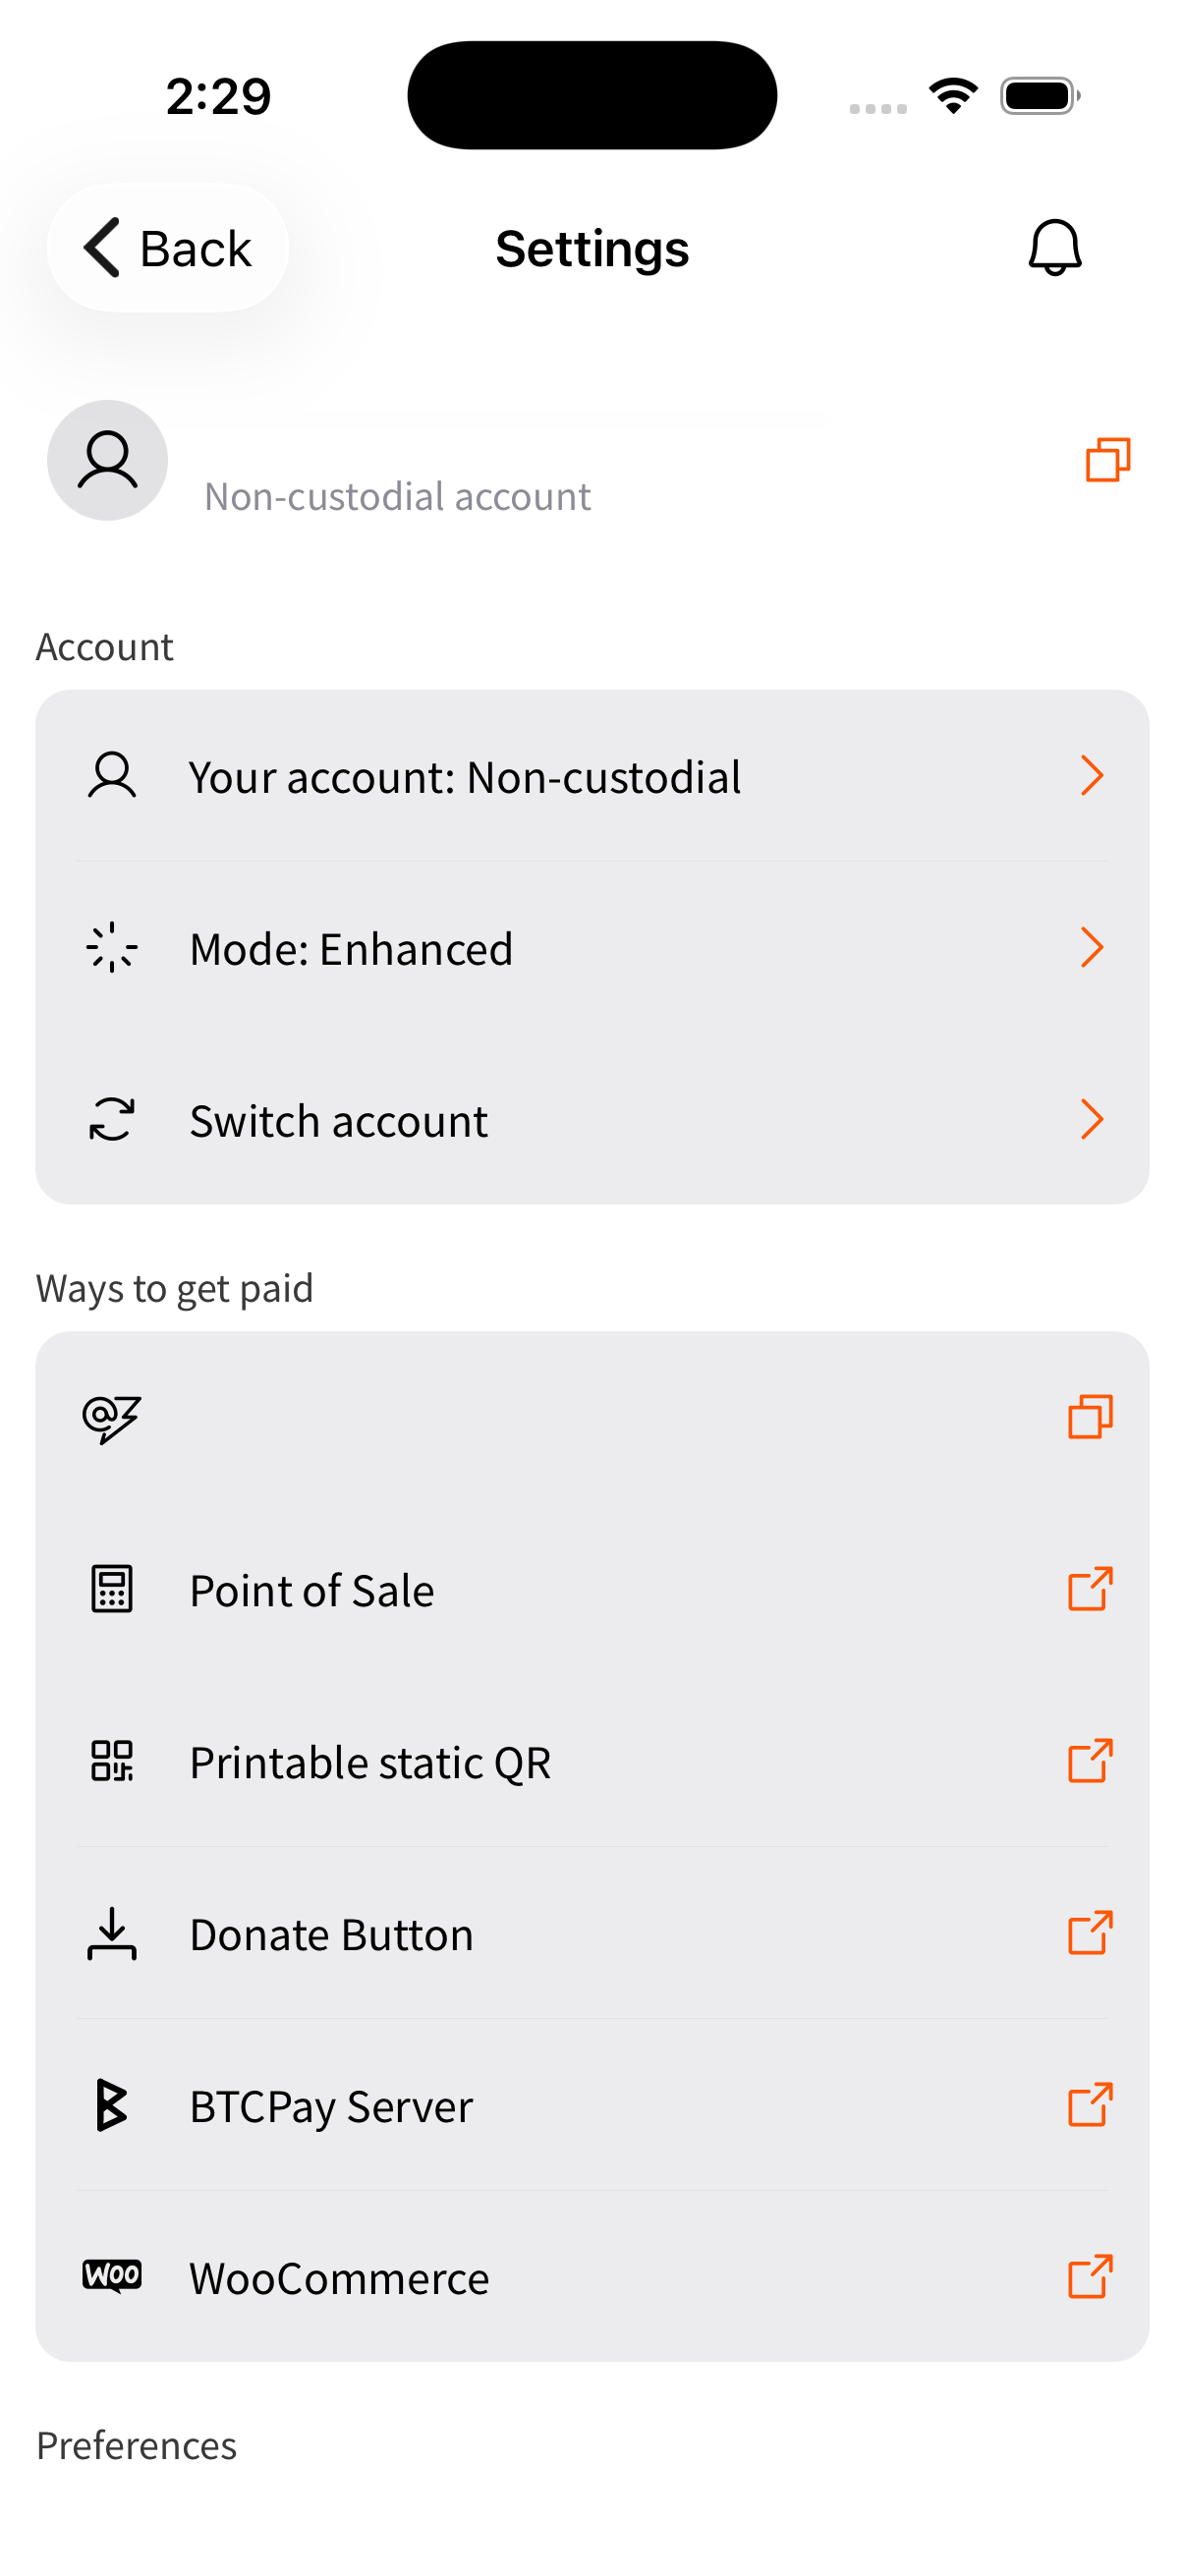 2:29
Back
Settings
Non-custodial account
Account
Your account: Non-custodial
Mode: Enhanced
Switch account
Ways to get paid
Point of Sale
Printable static QR
Donate Button
BTCPay Server
WOO WooCommerce
Preferences